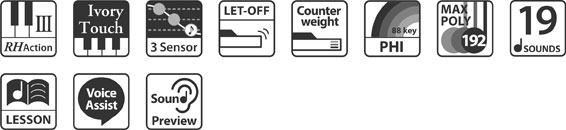 III
RHAction
Ivory
Touch
3 Sensor
LET-OFF
Counter
weight
88 key
PHI
MAX
POLY
192
19
SOUNDS
LESSON
Voice
Assist
Sound
Preview